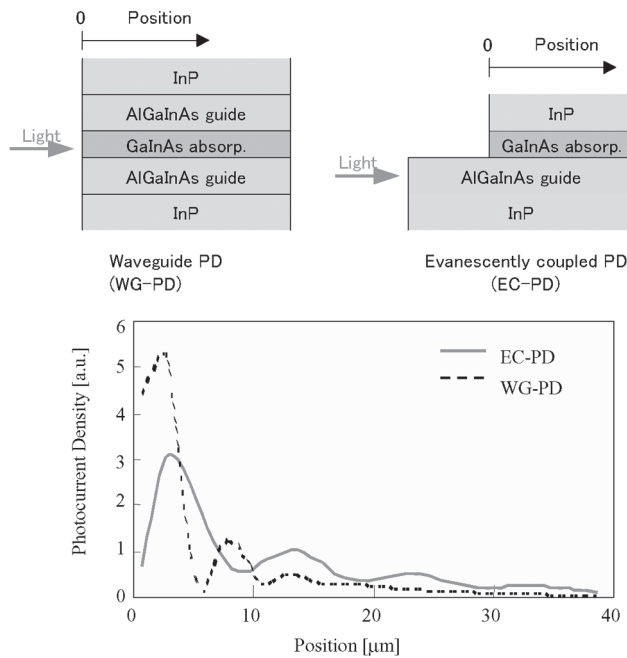 0
Position
InP
AlGaInAs guide
Light
GaInAs absorp.
AlGaInAs guide
InP
Waveguide PD
(WG-PD)
0
Position
InP
GaInAs absorp.
Light
AlGaInAs guide
InP
Evanescently coupled PD
(EC-PD)
Photocurrent Density [a.u.]
6
5
4
3
2
1
0
EC-PD
WG-PD
0
10
20
30
40
Position [μm]